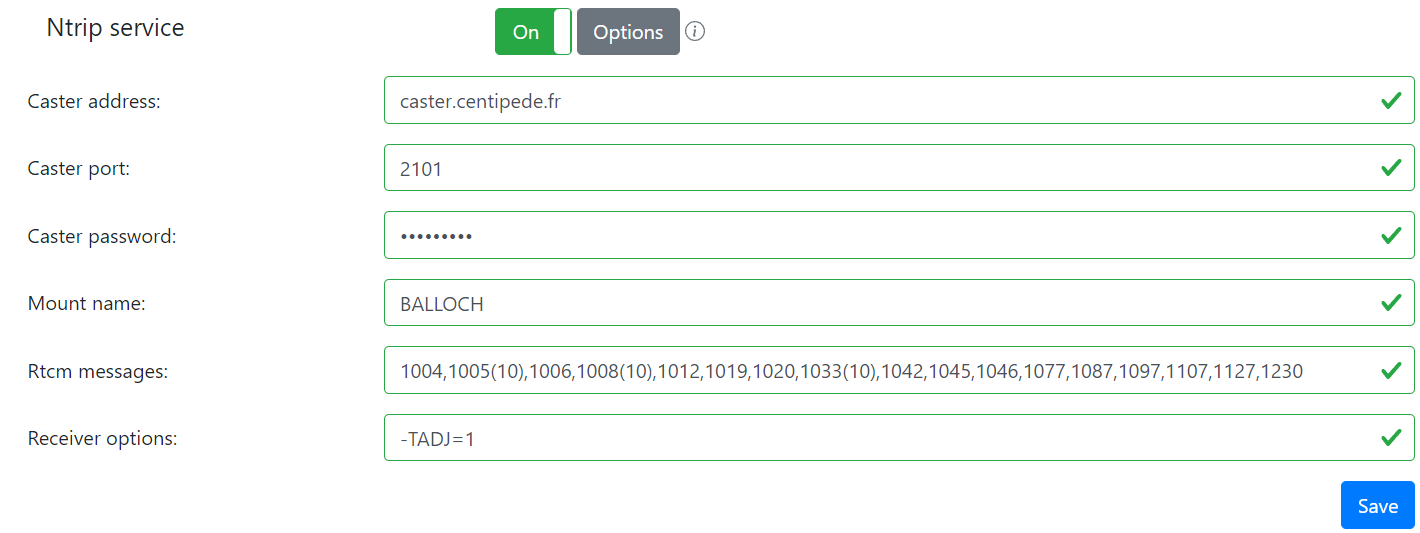 Ntrip service On Options
Caster address: caster.centipede.fr
Caster port: 2101
Caster password: •••••••••
Mount name: BALLOCH
Rtcm messages: 1004,1005(10),1006,1008(10),1012,1019,1020,1033(10),1042,1045,1046,1077,1087,1097,1107,1127,1230
Receiver options: -TADJ=1
Save